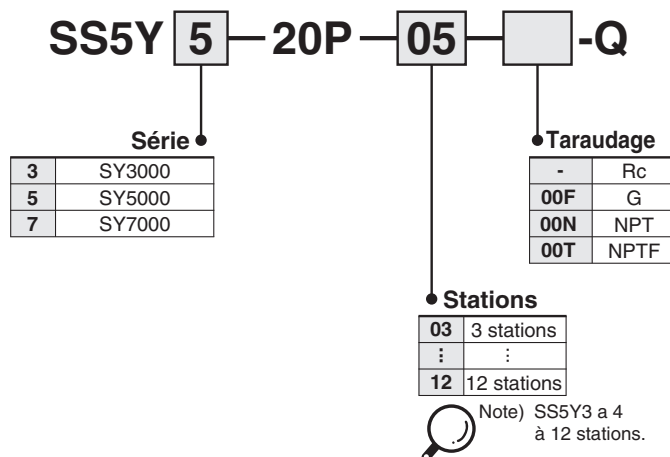 SS5Y 5 — 20P — 05 — -Q
Série
3 SY3000
5 SY5000
7 SY7000
Taraudage
- Rc
00F G
00N NPT
00T NPTF
Stations
03 3 stations
⋮ ⋮
12 12 stations
Note) SS5Y3 a 4
à 12 stations.